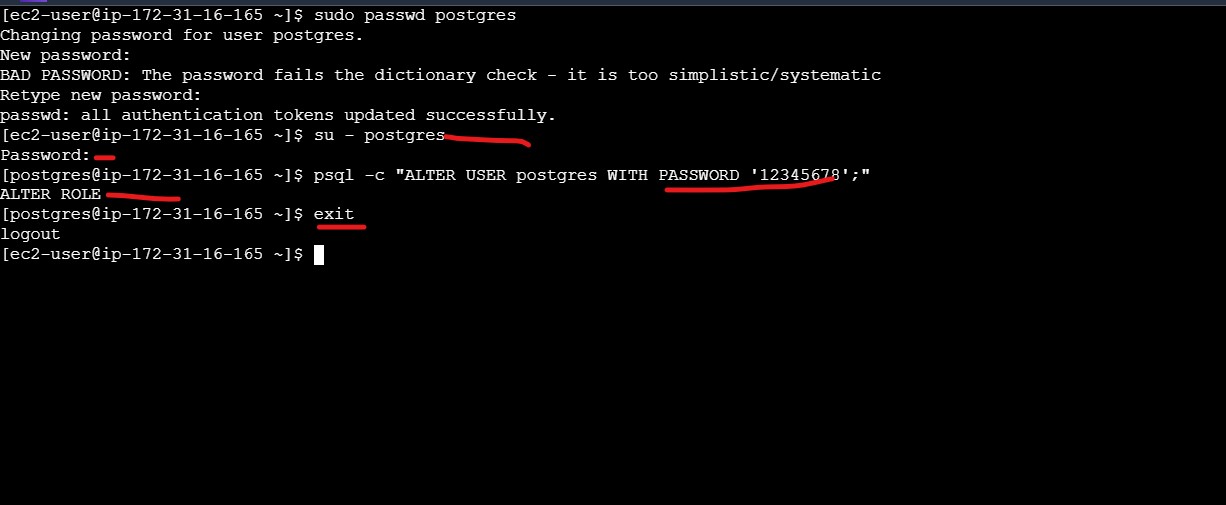 [ec2-user@ip-172-31-16-165 ~]$ sudo passwd postgres
Changing password for user postgres.
New password:
BAD PASSWORD: The password fails the dictionary check - it is too simplistic/systematic
Retype new password:
passwd: all authentication tokens updated successfully.
[ec2-user@ip-172-31-16-165 ~]$ su - postgres
Password:
[postgres@ip-172-31-16-165 ~]$ psql -c "ALTER USER postgres WITH PASSWORD '12345678';"
ALTER ROLE
[postgres@ip-172-31-16-165 ~]$ exit
logout
[ec2-user@ip-172-31-16-165 ~]$